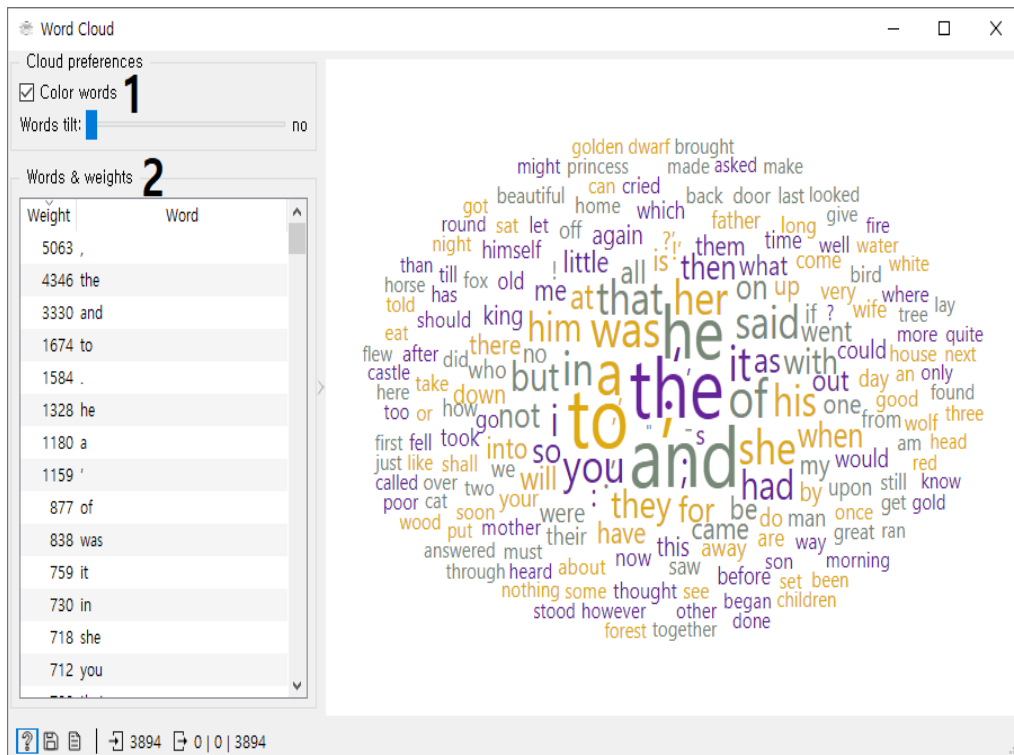 Word Cloud
Cloud preferences
Color words 1
Words tilt: no
Words & weights 2
Weight Word
5063 ,
4346 the
3330 and
1674 to
1584 .
1328 he
1180 a
1159 ’
877 of
838 was
759 it
730 in
718 she
712 you
golden dwarf brought
might princess made asked make
can cried
beautiful home which back door last looked
got round sat let off again father long give fire
night himself little ?’ !’ them time well water
than till fox old ! all is then what come bird white
horse has me at that her on up very where
told should king him was he said if ? wife tree lay
eat there no went more quite
flew after did who but in a the it as with could house next
castle here take down out day an only
too or how go not i to , of his one good found
first fell took into so " - s she when from wolf three
just like shall we you and ; had my would am head
called over two will : they for be by upon still know red
poor cat soon your were do man once get gold
wood put mother their have came are way great ran
answered must now this away
through heard about saw son morning
nothing some thought see before set been
stood however other began children
forest together done
3894 0 | 0 | 3894